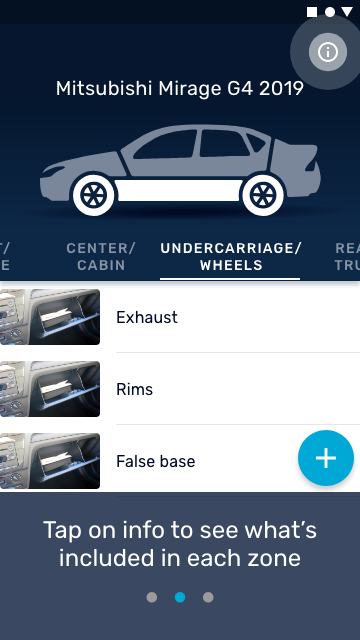 Mitsubishi Mirage G4 2019
T/
E
CENTER/
CABIN
UNDERCARRIAGE/
WHEELS
REA
TRU
Exhaust
Rims
False base
Tap on info to see what's
included in each zone